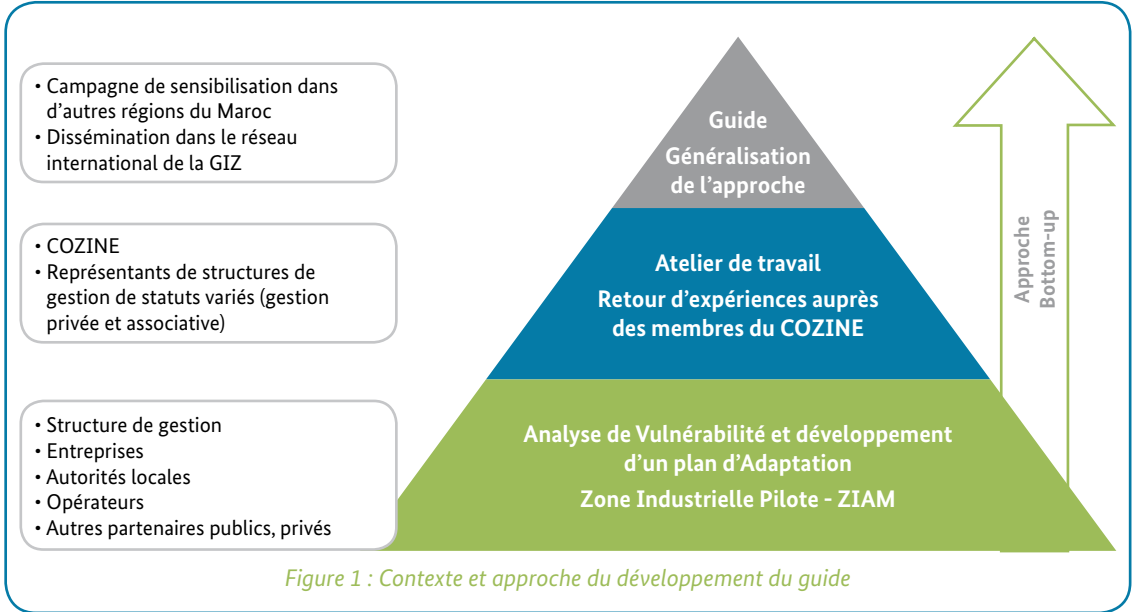 • Campagne de sensibilisation dans
d'autres régions du Maroc
• Dissémination dans le réseau
international de la GIZ
Guide
Généralisation
de l'approche
• COZINE
• Représentants de structures de
gestion de statuts variés (gestion
privée et associative)
Atelier de travail
Retour d'expériences auprès
des membres du COZINE
• Structure de gestion
• Entreprises
• Autorités locales
• Opérateurs
• Autres partenaires publics, privés
Analyse de Vulnérabilité et développement
d'un plan d'Adaptation
Zone Industrielle Pilote - ZIAM
Approche
Bottom-up
Figure 1 : Contexte et approche du développement du guide